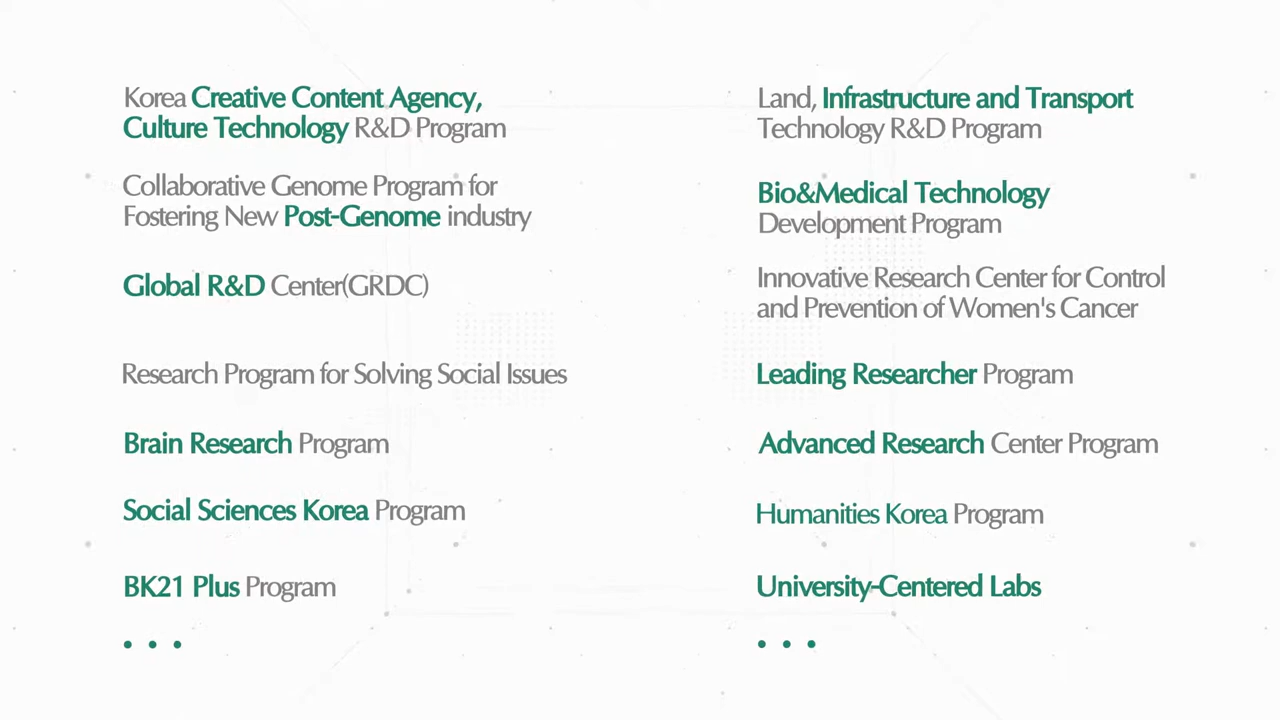 Korea Creative Content Agency,
Culture Technology R&D Program
Collaborative Genome Program for
Fostering New Post-Genome industry
Global R&D Center(GRDC)
Research Program for Solving Social Issues
Brain Research Program
Social Sciences Korea Program
BK21 Plus Program
• • •
Land, Infrastructure and Transport
Technology R&D Program
Bio&Medical Technology
Development Program
Innovative Research Center for Control
and Prevention of Women's Cancer
Leading Researcher Program
Advanced Research Center Program
Humanities Korea Program
University-Centered Labs
• • •